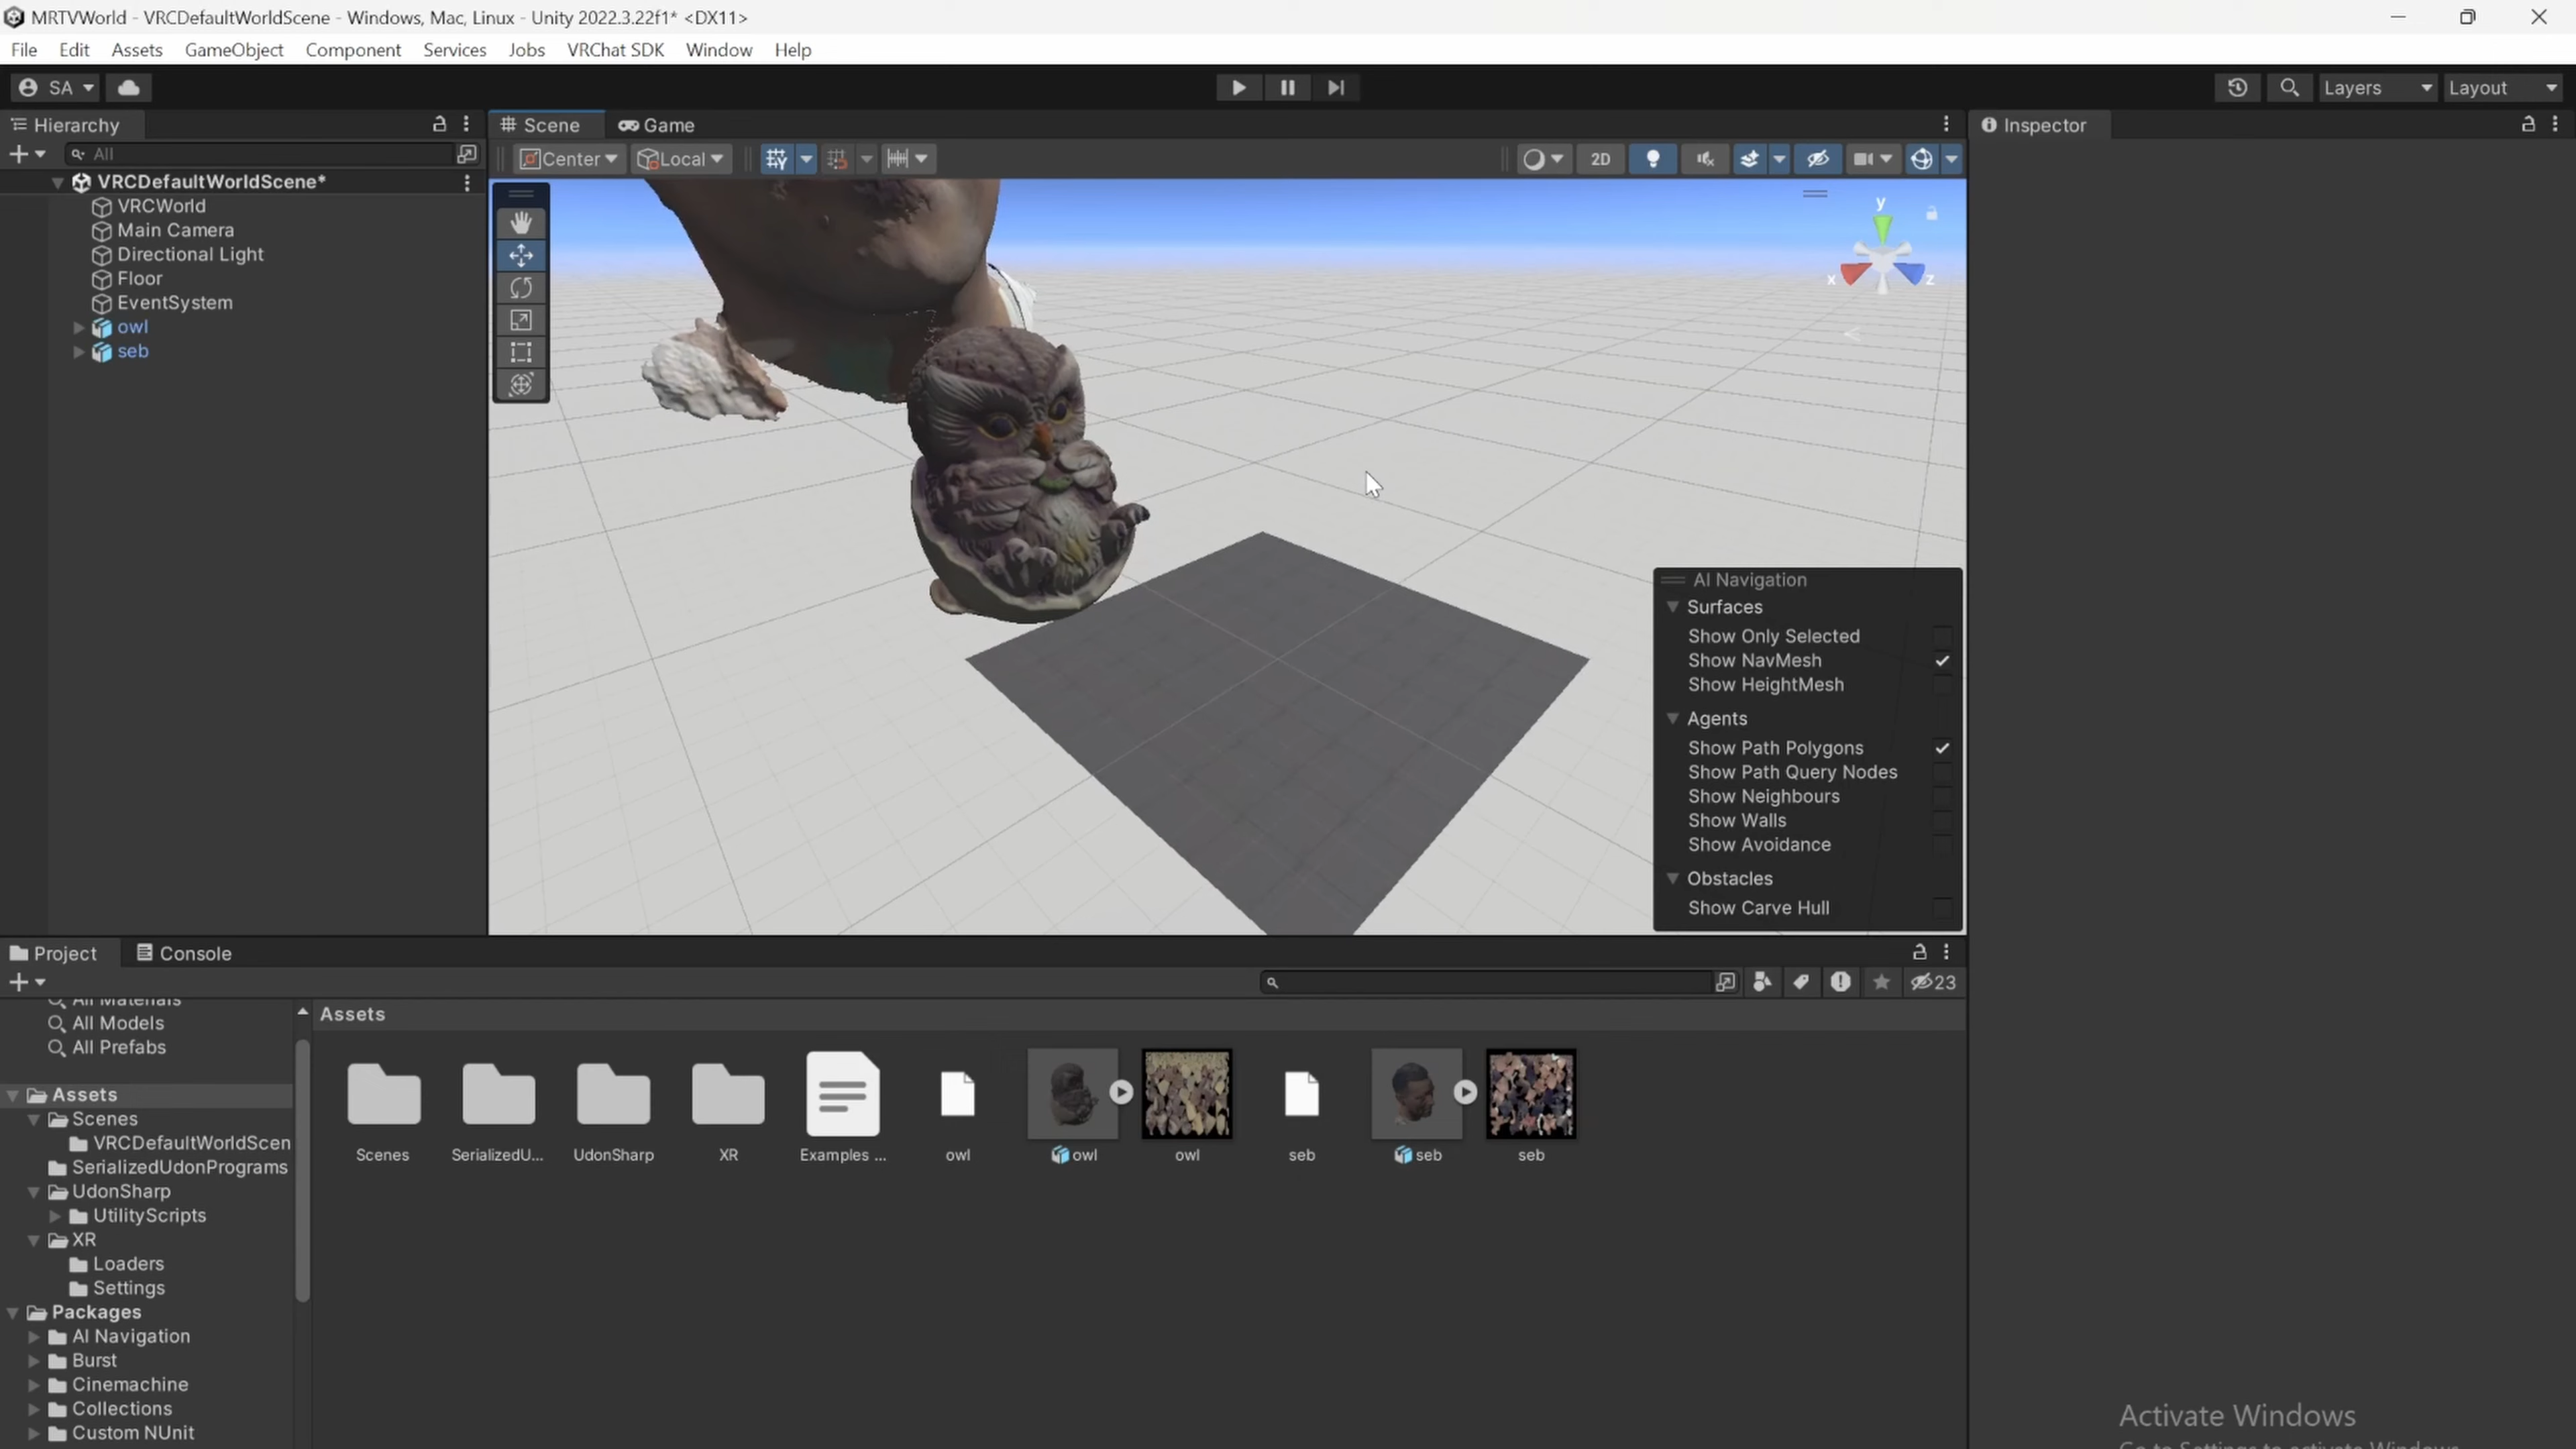 MRTVWorld - VRCDefaultWorldScene - Windows, Mac, Linux - Unity 2022.3.22f1* <DX11>
File Edit Assets GameObject Component Services Jobs VRChat SDK Window Help
SA
Layers
Layout
Hierarchy
All
VRCDefaultWorldScene*
VRCWorld
Main Camera
Directional Light
Floor
EventSystem
owl
seb
Scene
Game
Center
Local
2D
y
x
z
AI Navigation
Surfaces
Show Only Selected
Show NavMesh
Show HeightMesh
Agents
Show Path Polygons
Show Path Query Nodes
Show Neighbours
Show Walls
Show Avoidance
Obstacles
Show Carve Hull
Inspector
Project
Console
23
All Materials
All Models
All Prefabs
Assets
Scenes
VRCDefaultWorldScen
SerializedUdonPrograms
UdonSharp
UtilityScripts
XR
Loaders
Settings
Packages
AI Navigation
Burst
Cinemachine
Collections
Custom NUnit
Assets
Scenes
SerializedU...
UdonSharp
XR
Examples ...
owl
owl
owl
seb
seb
seb
Activate Windows